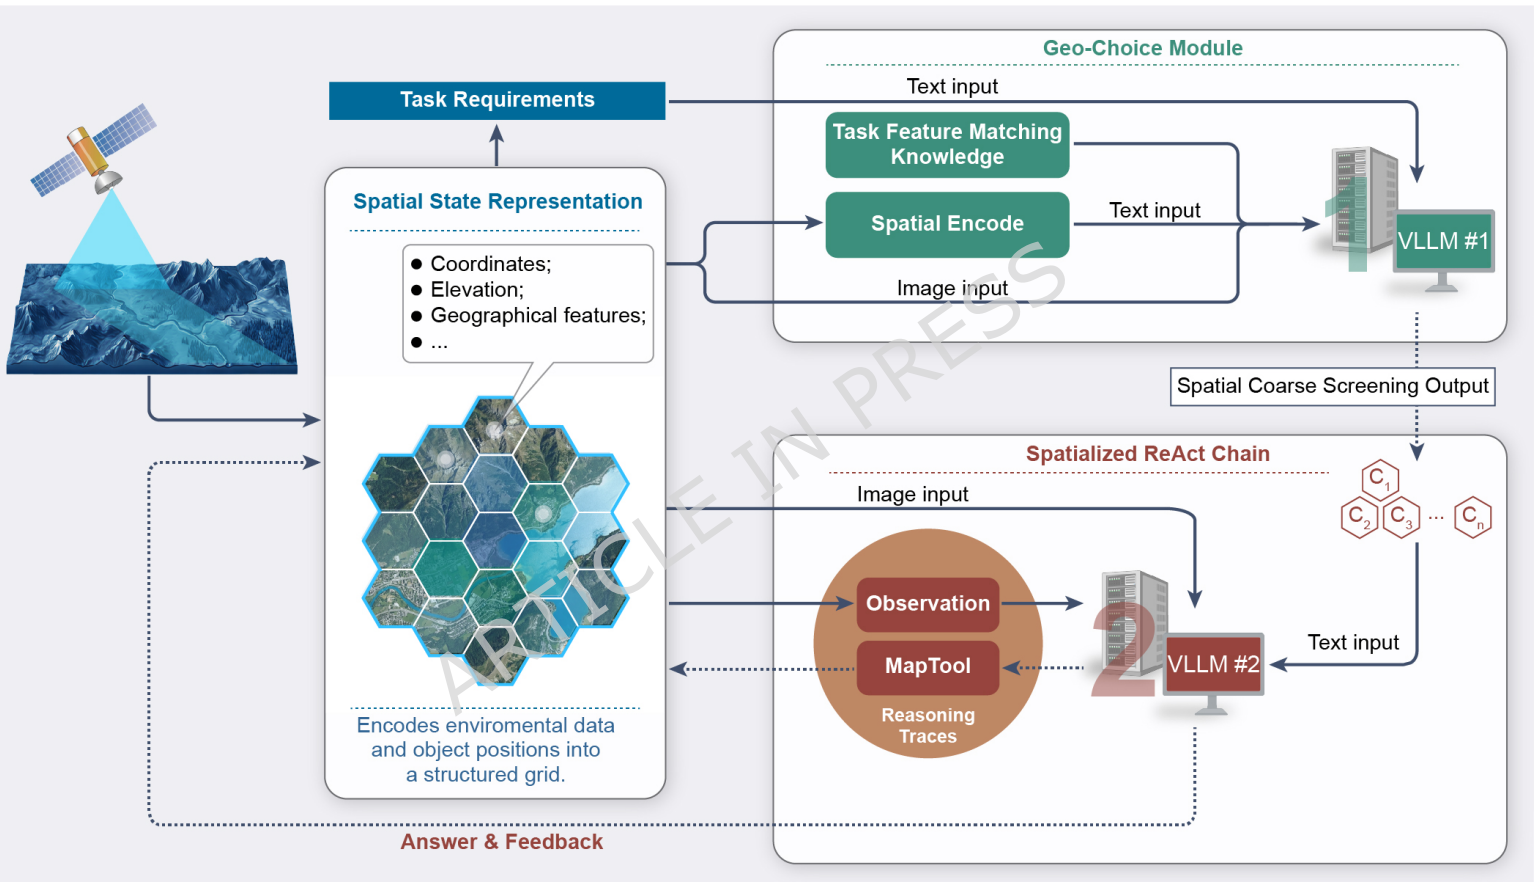 Geo-Choice Module
Text input
Task Requirements
Task Feature Matching
Knowledge
Spatial State Representation
Spatial Encode
Text input
1
VLLM #1
Coordinates;
Elevation;
Geographical features;
...
Image input
Spatial Coarse Screening Output
Spatialized ReAct Chain
Image input
C1
C2 C3 ... Cn
Observation
2
VLLM #2
Text input
MapTool
Reasoning
Traces
Encodes enviromental data
and object positions into
a structured grid.
Answer & Feedback
ARTICLE IN PRESS